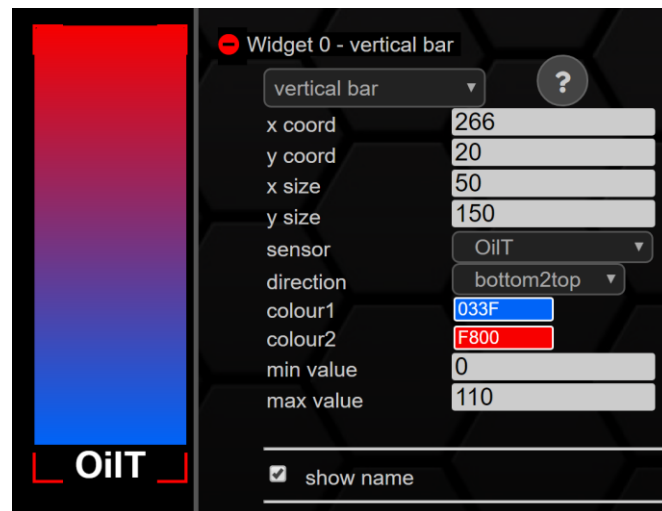 Widget 0 - vertical bar
vertical bar
?
x coord 266
y coord 20
x size 50
y size 150
sensor OilT
direction bottom2top
colour1 033F
colour2 F800
min value 0
max value 110
OilT
show name